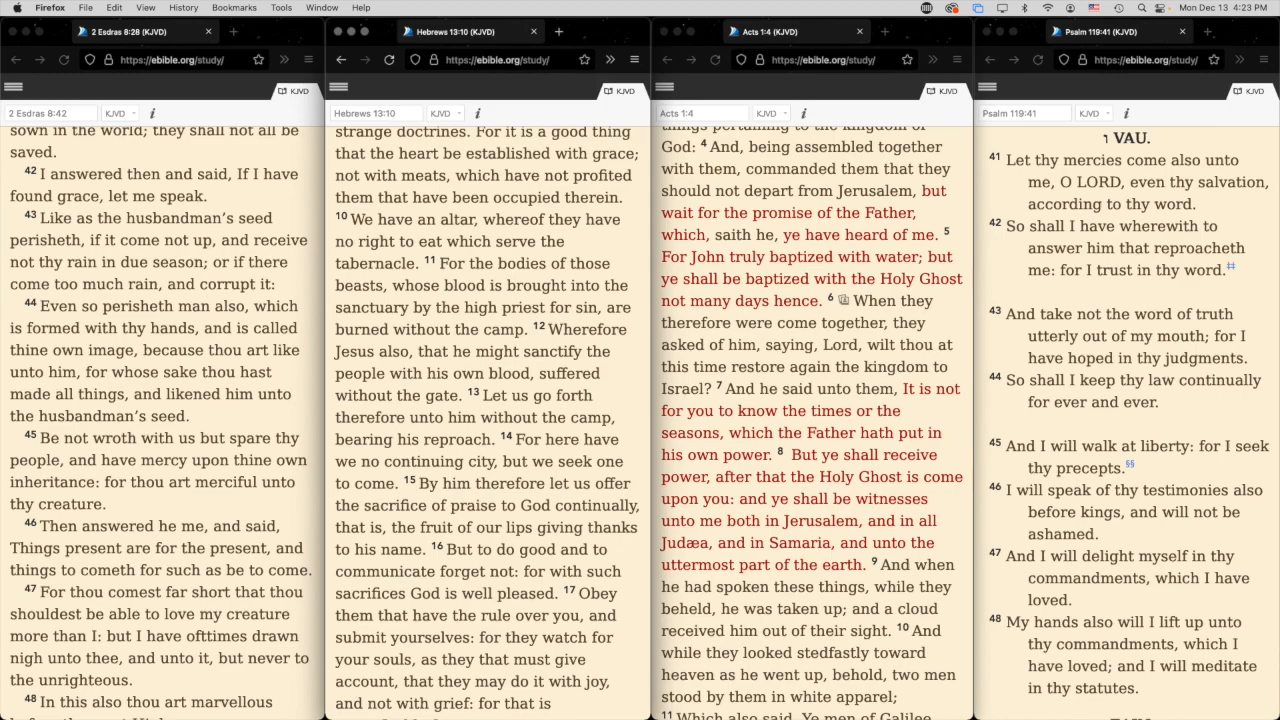 Firefox File Edit View History Bookmarks Tools Window Help Mon Dec 13 4:23 PM
2 Esdras 8:28 (KJVD)
https://ebible.org/study/
KJVD
2 Esdras 8:42 KJVD i
sown in the world; they shall not all be
saved.
42 I answered then and said, If I have
found grace, let me speak.
43 Like as the husbandman’s seed
perisheth, if it come not up, and receive
not thy rain in due season; or if there
come too much rain, and corrupt it:
44 Even so perisheth man also, which
is formed with thy hands, and is called
thine own image, because thou art like
unto him, for whose sake thou hast
made all things, and likened him unto
the husbandman’s seed.
45 Be not wroth with us but spare thy
people, and have mercy upon thine own
inheritance: for thou art merciful unto
thy creature.
46 Then answered he me, and said,
Things present are for the present, and
things to cometh for such as be to come.
47 For thou comest far short that thou
shouldest be able to love my creature
more than I: but I have ofttimes drawn
nigh unto thee, and unto it, but never to
the unrighteous.
48 In this also thou art marvellous
Hebrews 13:10 (KJVD)
https://ebible.org/study/
KJVD
Hebrews 13:10 KJVD i
strange doctrines. For it is a good thing
that the heart be established with grace;
not with meats, which have not profited
them that have been occupied therein.
10 We have an altar, whereof they have
no right to eat which serve the
tabernacle. 11 For the bodies of those
beasts, whose blood is brought into the
sanctuary by the high priest for sin, are
burned without the camp. 12 Wherefore
Jesus also, that he might sanctify the
people with his own blood, suffered
without the gate. 13 Let us go forth
therefore unto him without the camp,
bearing his reproach. 14 For here have
we no continuing city, but we seek one
to come. 15 By him therefore let us offer
the sacrifice of praise to God continually,
that is, the fruit of our lips giving thanks
to his name. 16 But to do good and to
communicate forget not: for with such
sacrifices God is well pleased. 17 Obey
them that have the rule over you, and
submit yourselves: for they watch for
your souls, as they that must give
account, that they may do it with joy,
and not with grief: for that is
Acts 1:4 (KJVD)
https://ebible.org/study/
KJVD
Acts 1:4 KJVD i
things pertaining to the kingdom of
God: 4 And, being assembled together
with them, commanded them that they
should not depart from Jerusalem, but
wait for the promise of the Father,
which, saith he, ye have heard of me. 5
For John truly baptized with water; but
ye shall be baptized with the Holy Ghost
not many days hence. 6 When they
therefore were come together, they
asked of him, saying, Lord, wilt thou at
this time restore again the kingdom to
Israel? 7 And he said unto them, It is not
for you to know the times or the
seasons, which the Father hath put in
his own power. 8 But ye shall receive
power, after that the Holy Ghost is come
upon you: and ye shall be witnesses
unto me both in Jerusalem, and in all
Judæa, and in Samaria, and unto the
uttermost part of the earth. 9 And when
he had spoken these things, while they
beheld, he was taken up; and a cloud
received him out of their sight. 10 And
while they looked stedfastly toward
heaven as he went up, behold, two men
stood by them in white apparel;
11 Which also said, Ye men of Galilee,
Psalm 119:41 (KJVD)
https://ebible.org/study/
KJVD
Psalm 119:41 KJVD i
ו VAU.
41 Let thy mercies come also unto
me, O LORD, even thy salvation,
according to thy word.
42 So shall I have wherewith to
answer him that reproacheth
me: for I trust in thy word.‡‡
43 And take not the word of truth
utterly out of my mouth; for I
have hoped in thy judgments.
44 So shall I keep thy law continually
for ever and ever.
45 And I will walk at liberty: for I seek
thy precepts.§§
46 I will speak of thy testimonies also
before kings, and will not be
ashamed.
47 And I will delight myself in thy
commandments, which I have
loved.
48 My hands also will I lift up unto
thy commandments, which I
have loved; and I will meditate
in thy statutes.